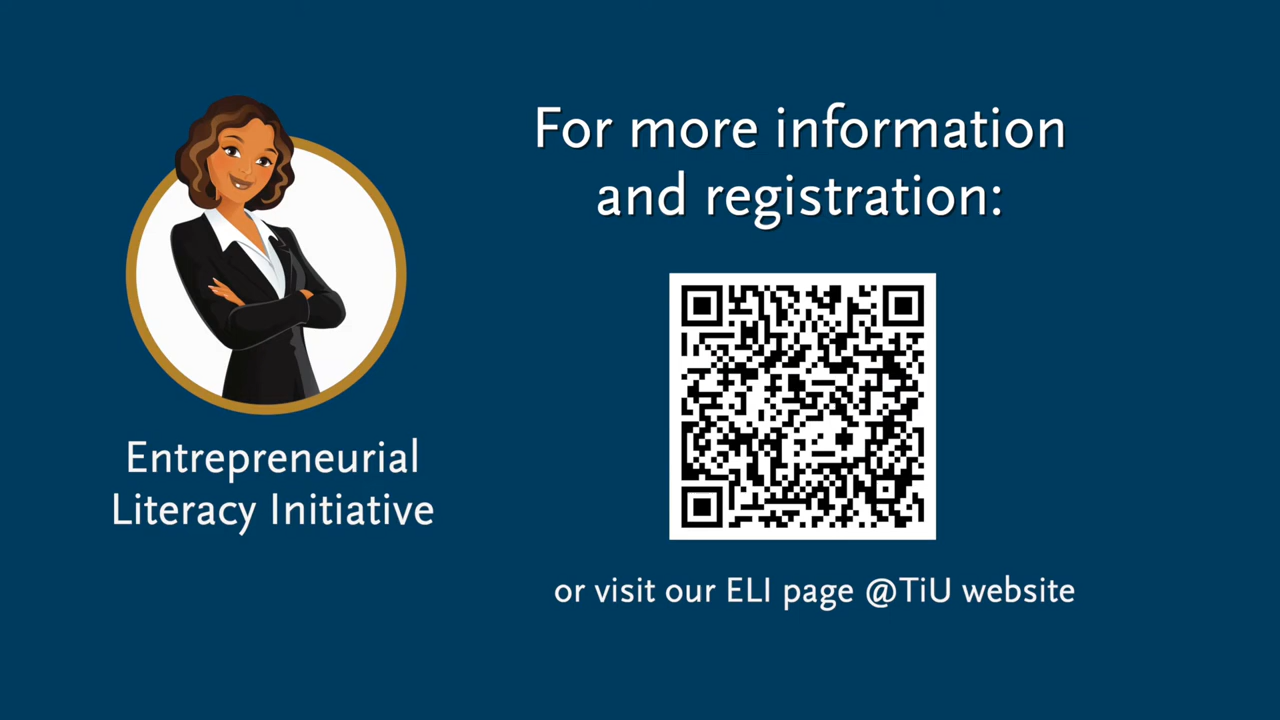 For more information
and registration:
Entrepreneurial
Literacy Initiative
or visit our ELI page @TiU website